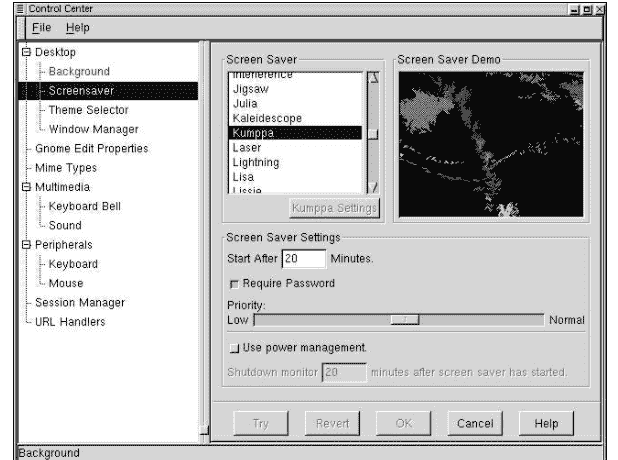 Control Center
File Help
Desktop
Background
Screensaver
Theme Selector
Window Manager
Gnome Edit Properties
Mime Types
Multimedia
Keyboard Bell
Sound
Peripherals
Keyboard
Mouse
Session Manager
URL Handlers
Screen Saver
Interference
Jigsaw
Julia
Kaleidescope
Kumppa
Laser
Lightning
Lisa
Lissie
Kumppa Settings
Screen Saver Demo
Screen Saver Settings
Start After 20 Minutes.
Require Password
Priority:
Low Normal
Use power management.
Shutdown monitor 20 minutes after screen saver has started.
Try Revert OK Cancel Help
Background